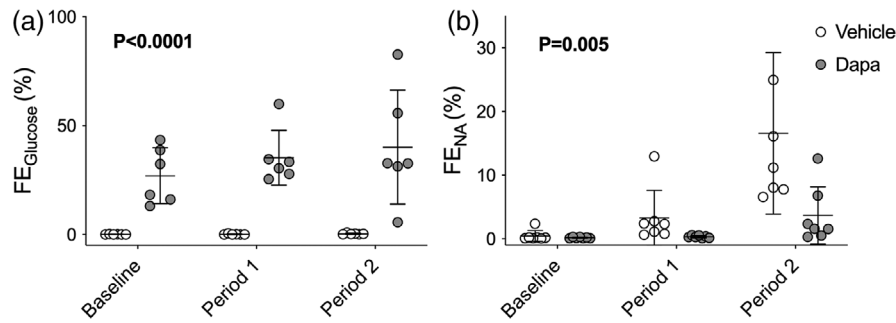 (a)
100
50
0
FEGlucose (%)
P<0.0001
Baseline
Period 1
Period 2
(b)
30
20
10
0
FENA (%)
P=0.005
Baseline
Period 1
Period 2
Vehicle
Dapa